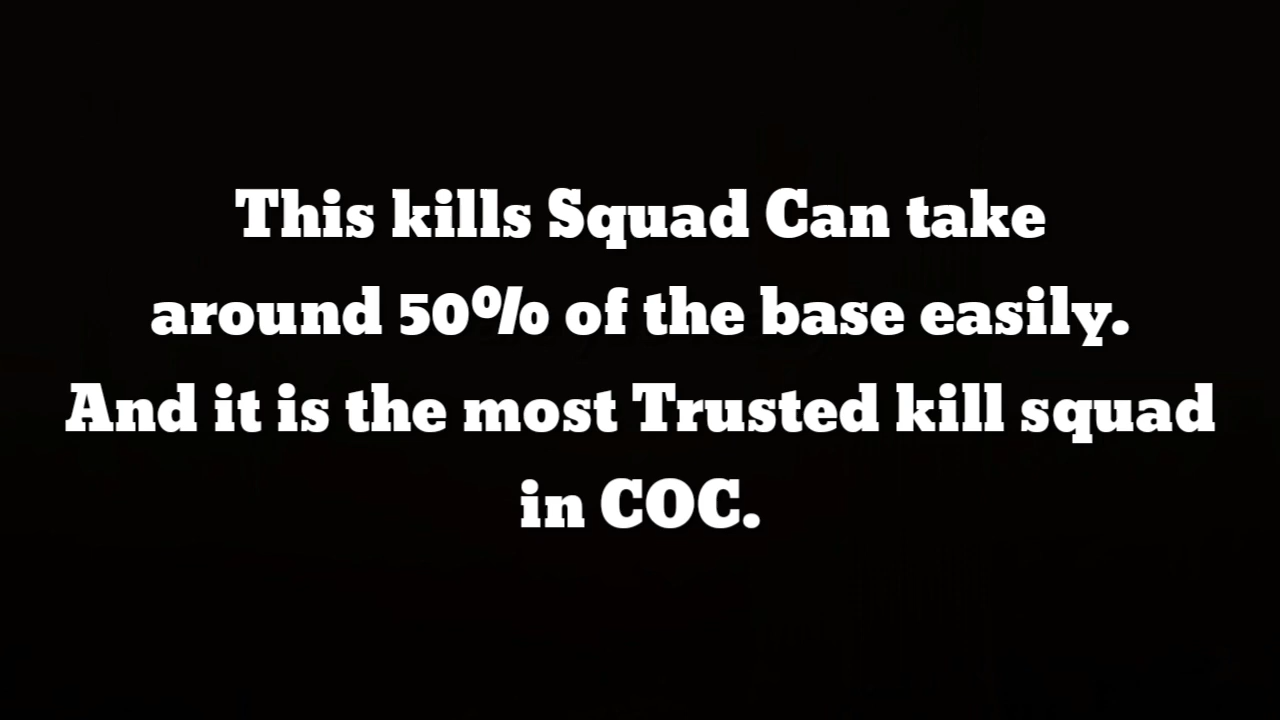 This kills Squad Can take
around 50% of the base easily.
And it is the most Trusted kill squad
in COC.